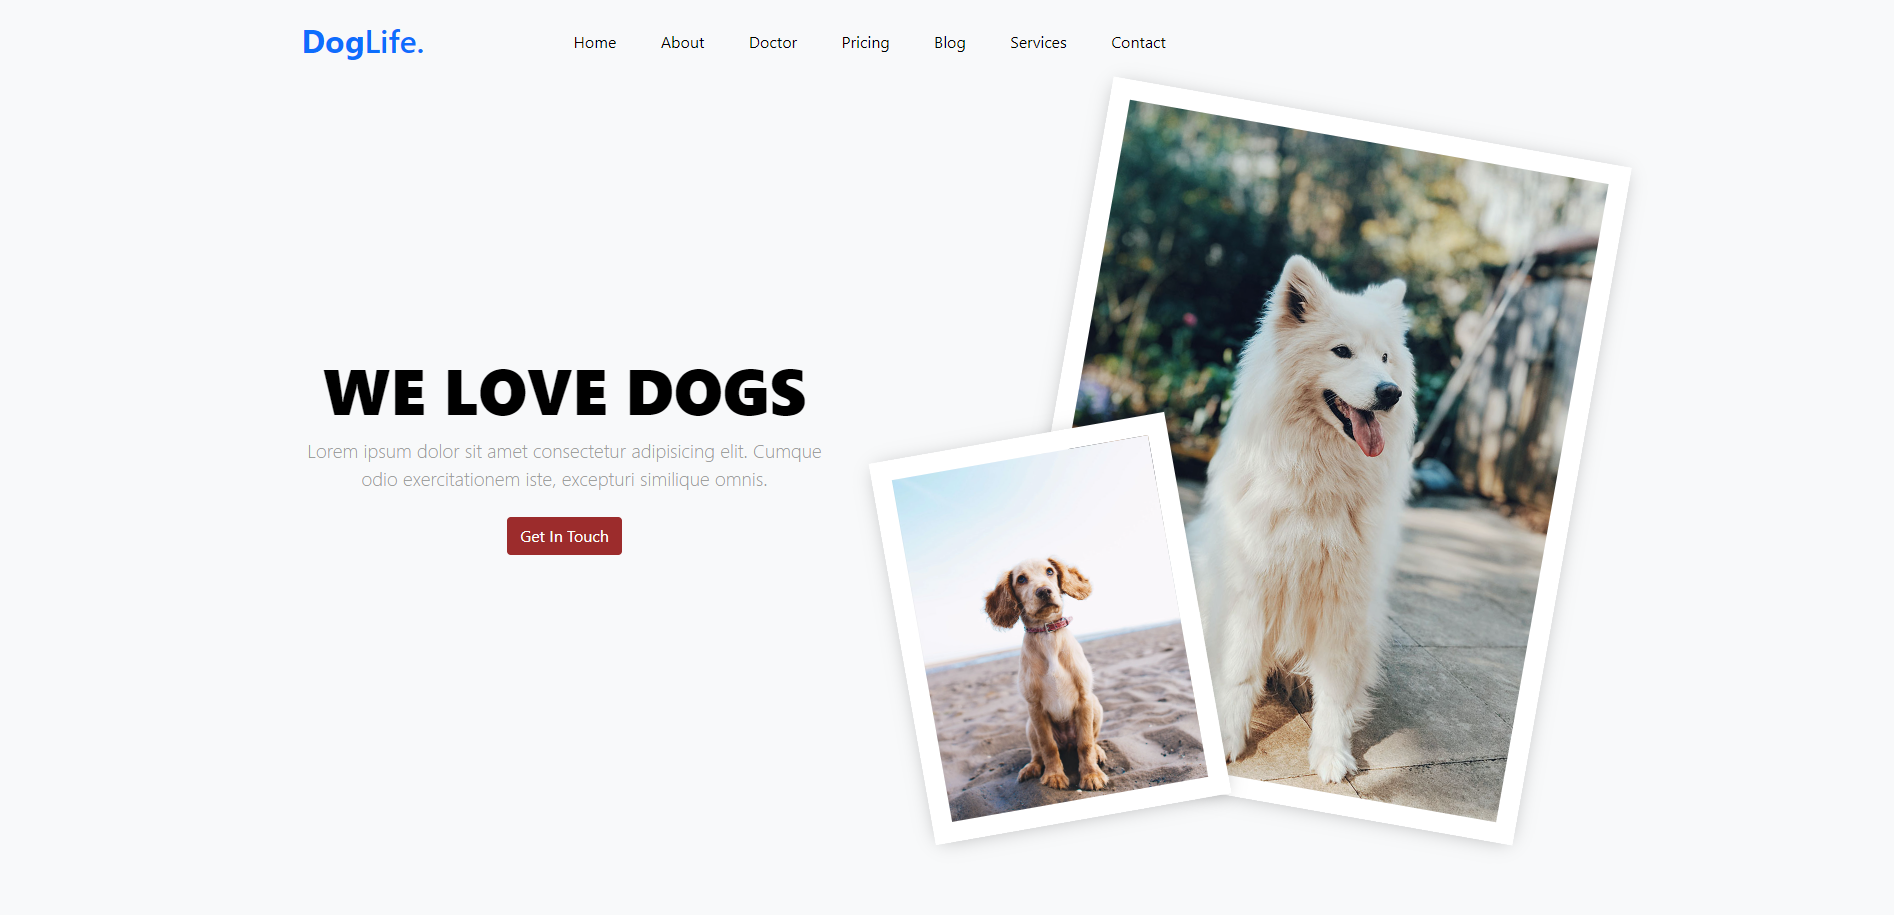 DogLife.
Home About Doctor Pricing Blog Services Contact
WE LOVE DOGS
Lorem ipsum dolor sit amet consectetur adipisicing elit. Cumque
odio exercitationem iste, excepturi similique omnis.
Get In Touch